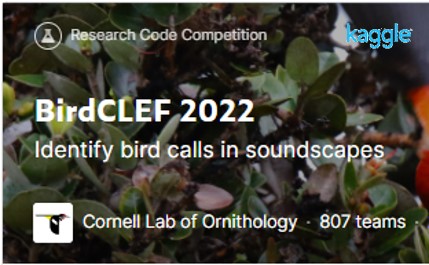 Research Code Competition
kaggle
BirdCLEF 2022
Identify bird calls in soundscapes
Cornell Lab of Ornithology · 807 teams ·